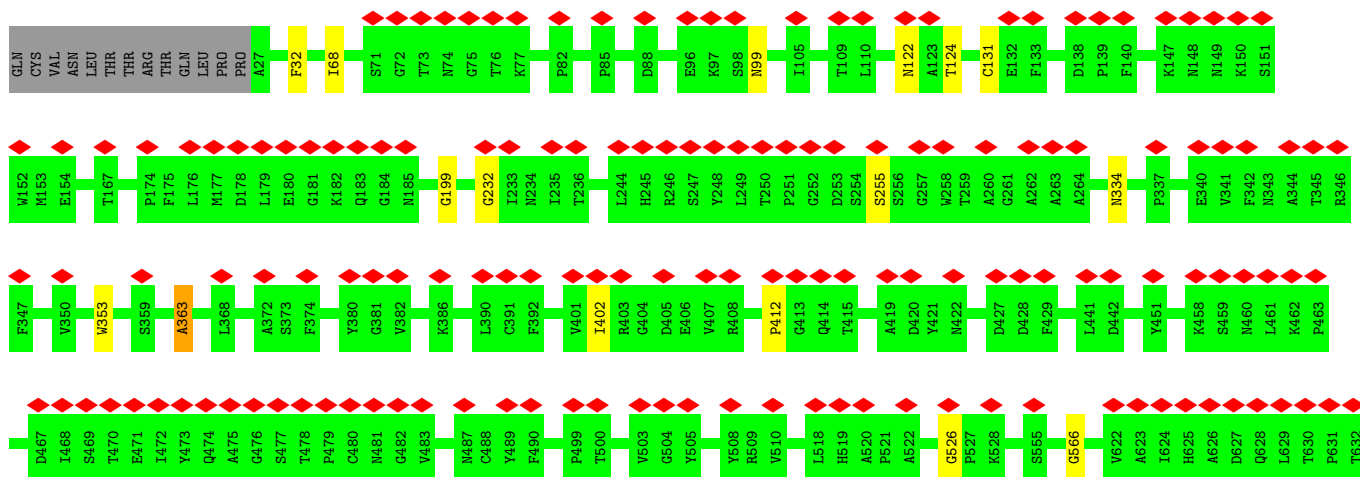 GLN CYS VAL ASN LEU THR THR ARG THR GLN LEU PRO PRO A27 F32 I68 S71 G72 T73 N74 G75 T76 K77 P82 P85 D88 E96 K97 S98 N99 I105 T109 L110 N122 A123 T124 C131 E132 F133 D138 P139 F140 K147 N148 N149 K150 S151
W152 M153 E154 T167 P174 F175 L176 M177 D178 L179 E180 G181 K182 Q183 G184 N185 G199 G232 I233 N234 I235 T236 L244 H245 R246 S247 Y248 L249 T250 P251 G252 D253 S254 S255 S256 G257 W258 T259 A260 G261 A262 A263 A264 N334 P337 E340 V341 F342 N343 A344 T345 R346
F347 V350 W353 S359 A363 L368 A372 S373 F374 Y380 G381 V382 K386 L390 C391 F392 V401 I402 R403 G404 D405 E406 V407 R408 P412 G413 Q414 T415 A419 D420 Y421 N422 D427 D428 F429 L441 D442 Y451 K458 S459 N460 L461 K462 P463
D467 I468 S469 T470 E471 I472 Y473 Q474 A475 G476 S477 T478 P479 C480 N481 G482 V483 N487 C488 Y489 F490 P499 T500 V503 G504 Y505 Y508 R509 V510 L518 H519 A520 P521 A522 G526 P527 K528 S555 G566 V622 A623 I624 H625 A626 D627 Q628 L629 T630 P631 T632